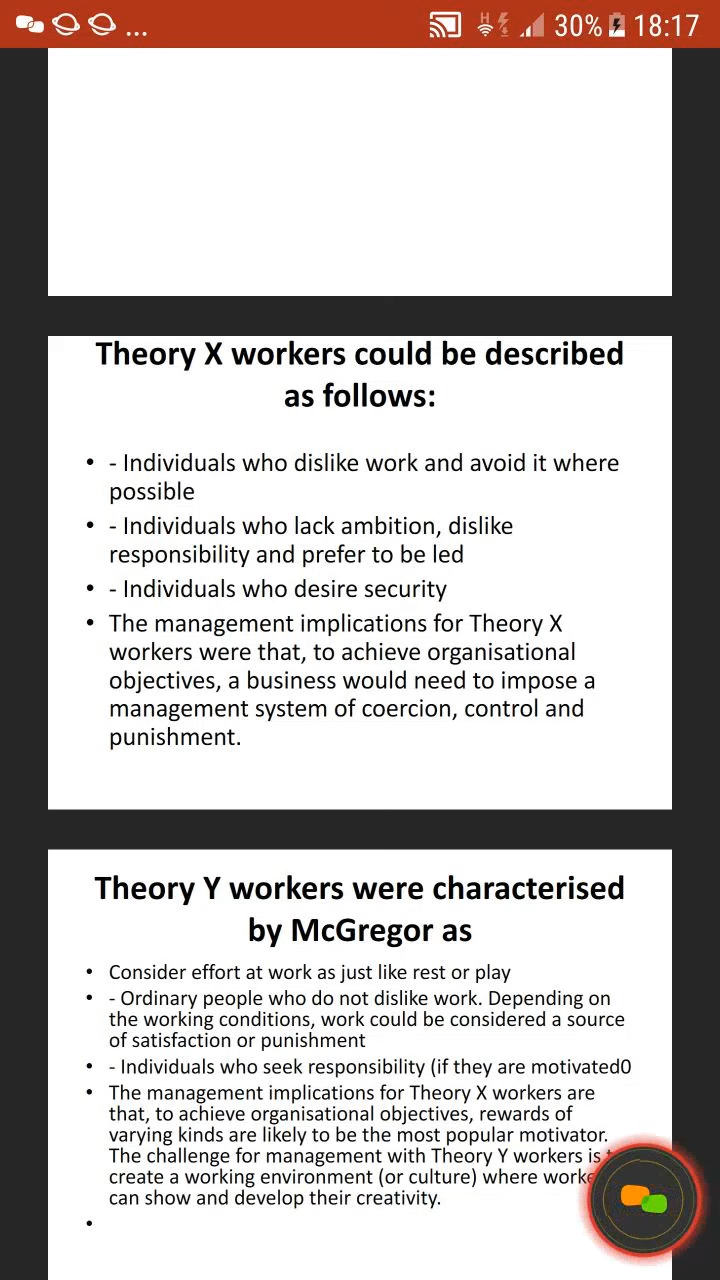 ... H 30% 18:17
Theory X workers could be described
as follows:
• - Individuals who dislike work and avoid it where
possible
• - Individuals who lack ambition, dislike
responsibility and prefer to be led
• - Individuals who desire security
• The management implications for Theory X
workers were that, to achieve organisational
objectives, a business would need to impose a
management system of coercion, control and
punishment.
Theory Y workers were characterised
by McGregor as
• Consider effort at work as just like rest or play
• - Ordinary people who do not dislike work. Depending on
the working conditions, work could be considered a source
of satisfaction or punishment
• - Individuals who seek responsibility (if they are motivated0
• The management implications for Theory X workers are
that, to achieve organisational objectives, rewards of
varying kinds are likely to be the most popular motivator.
The challenge for management with Theory Y workers is
create a working environment (or culture) where
can show and develop their creativity.
•